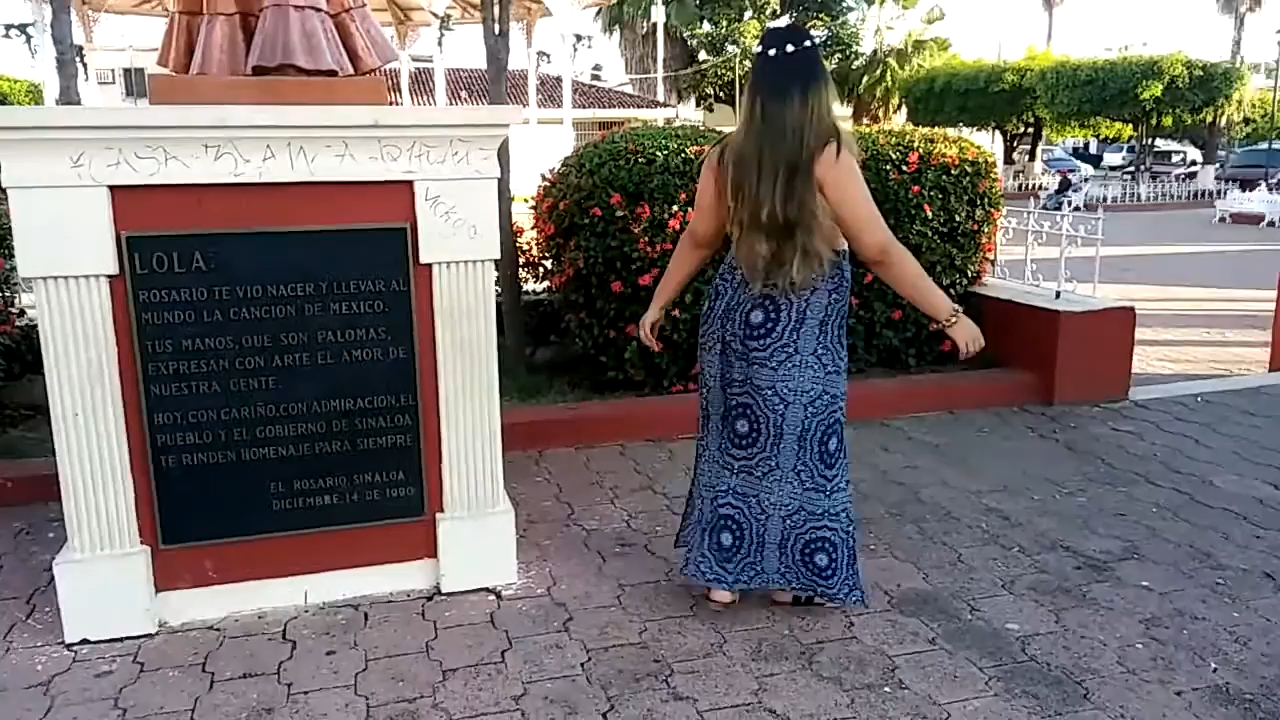 LOLA:
ROSARIO TE VIO NACER Y LLEVAR AL
MUNDO LA CANCION DE MEXICO.
TUS MANOS, QUE SON PALOMAS,
EXPRESAN CON ARTE EL AMOR DE
NUESTRA GENTE.
HOY, CON CARIÑO, CON ADMIRACION, EL
PUEBLO Y EL GOBIERNO DE SINALOA
TE RINDEN HOMENAJE PARA SIEMPRE
EL ROSARIO, SINALOA
DICIEMBRE, 14 DE 1990